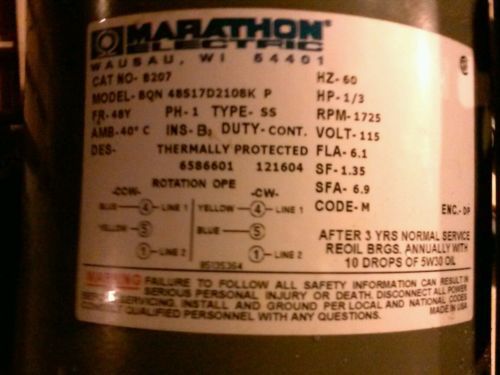 MARATHON
ELECTRIC
WAUSAU, WI 54401
CAT NO- B207 HZ- 60
MODEL- BQN 48S17D2108K P HP- 1/3
FR- 48Y PH- 1 TYPE- SS RPM- 1725
AMB- 40° C INS- B2 DUTY- CONT. VOLT- 115
DES- THERMALLY PROTECTED FLA- 6.1
6586601 121604 SF- 1.35
ROTATION OPE SFA- 6.9
-CCW- -CW- CODE- M ENC.- DP
BLUE 4 LINE 1 YELLOW 4 LINE 1
YELLOW 5 BLUE 5
1 LINE 2 1 LINE 2
AFTER 3 YRS NORMAL SERVICE
REOIL BRGS. ANNUALLY WITH
10 DROPS OF 5W30 OIL
WARNING FAILURE TO FOLLOW ALL SAFETY INFORMATION CAN RESULT IN
SERIOUS PERSONAL INJURY OR DEATH. DISCONNECT ALL POWER
SERVICING. INSTALL AND GROUND PER LOCAL AND NATIONAL CODES
QUALIFIED PERSONNEL WITH ANY QUESTIONS. MADE IN USA